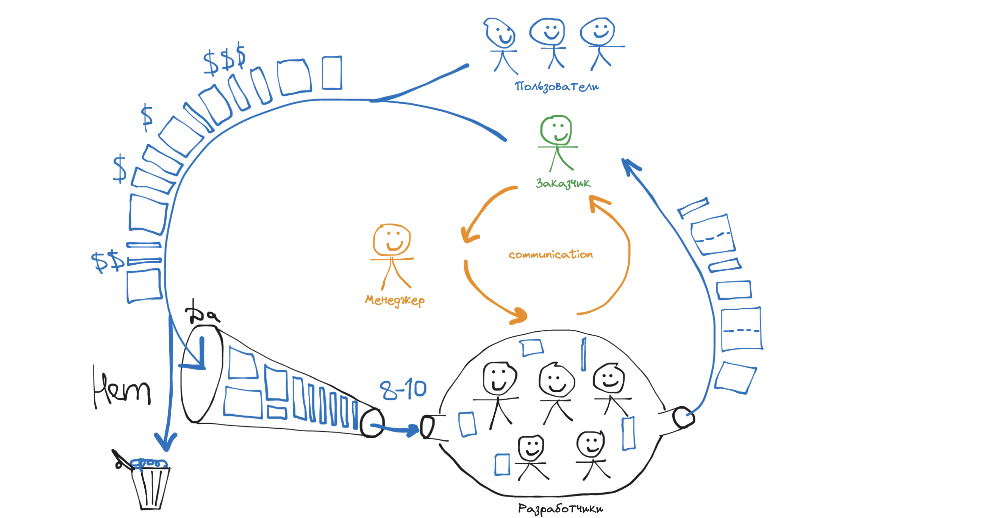 Пользователи
$$$
$
Заказчик
$
communication
$$
Менеджер
Да
Нет
8-10
Разработчики